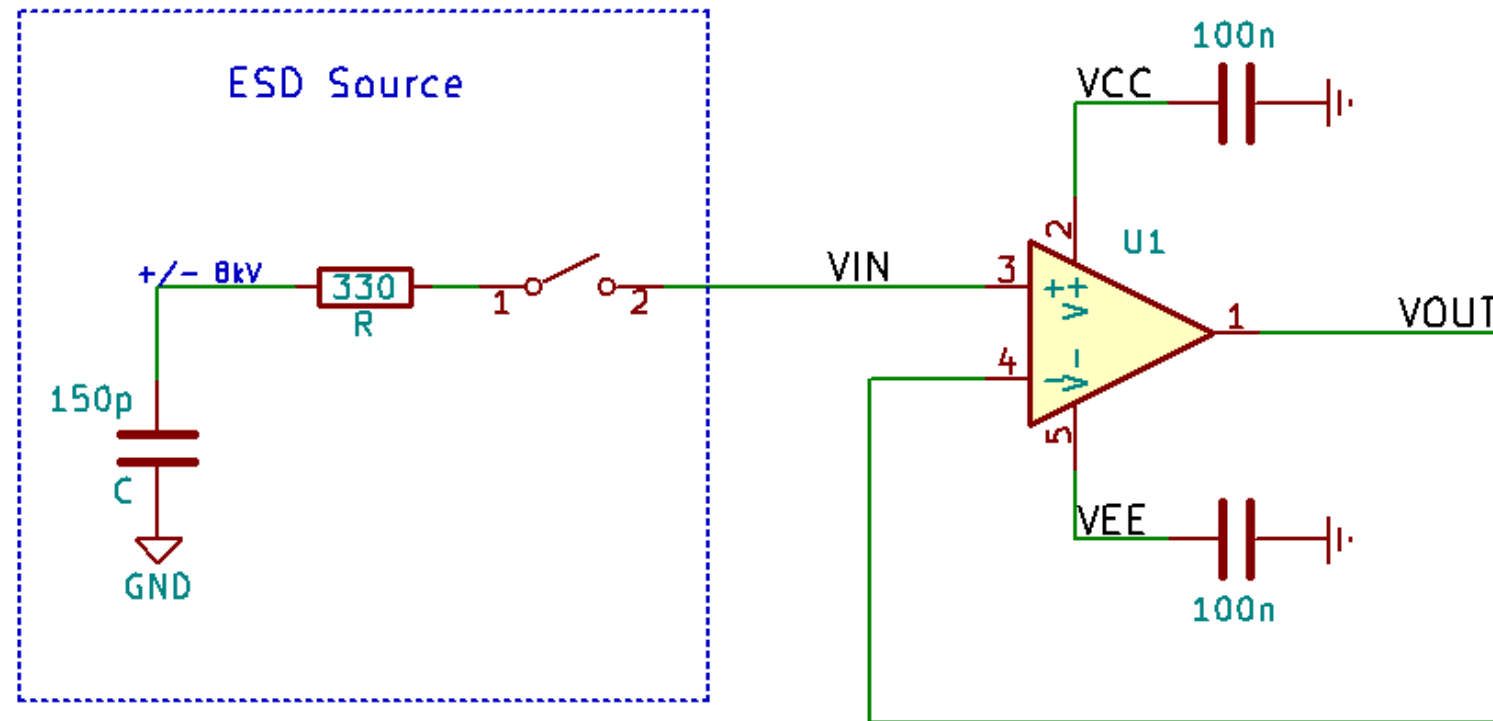 100n
ESD Source
VCC
2
U1
+/- 8kV
330
R
1
2
VIN
3
++
V
1
VOUT
4
-
V-
150p
C
5
GND
VEE
100n